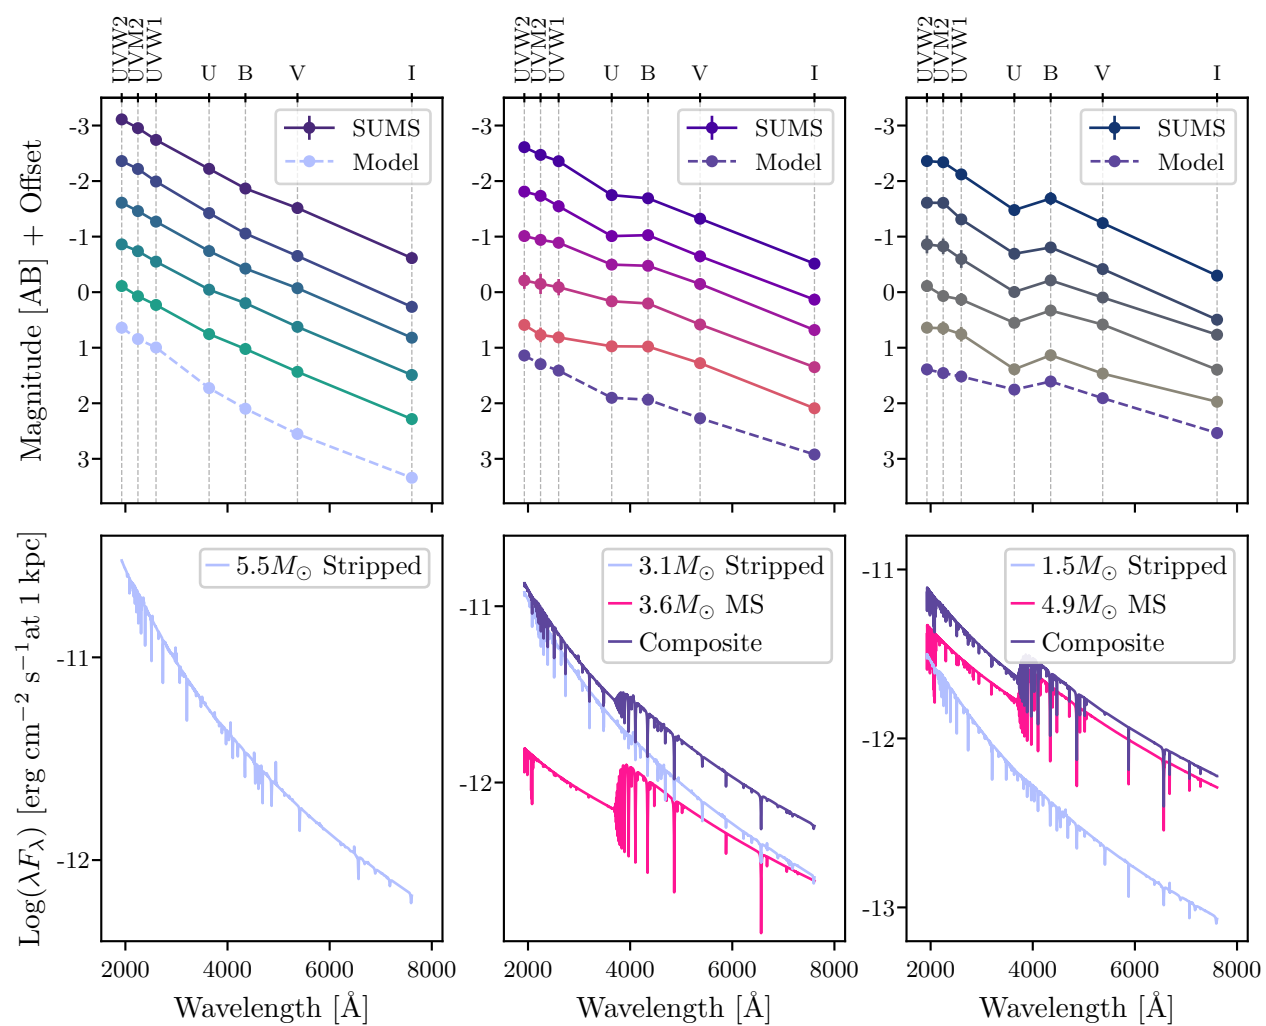 UVW2 UVM2 UVW1 U B V I
UVW2 UVM2 UVW1 U B V I
UVW2 UVM2 UVW1 U B V I
Magnitude [AB] + Offset
-3
-2
-1
0
1
2
3
SUMS
Model
-3
-2
-1
0
1
2
3
SUMS
Model
-3
-2
-1
0
1
2
3
SUMS
Model
Log(λF_λ) [erg cm⁻² s⁻¹ at 1 kpc]
-11
-12
5.5M_⊙ Stripped
2000 4000 6000 8000
Wavelength [Å]
-11
-12
3.1M_⊙ Stripped
3.6M_⊙ MS
Composite
2000 4000 6000 8000
Wavelength [Å]
-11
-12
-13
1.5M_⊙ Stripped
4.9M_⊙ MS
Composite
2000 4000 6000 8000
Wavelength [Å]